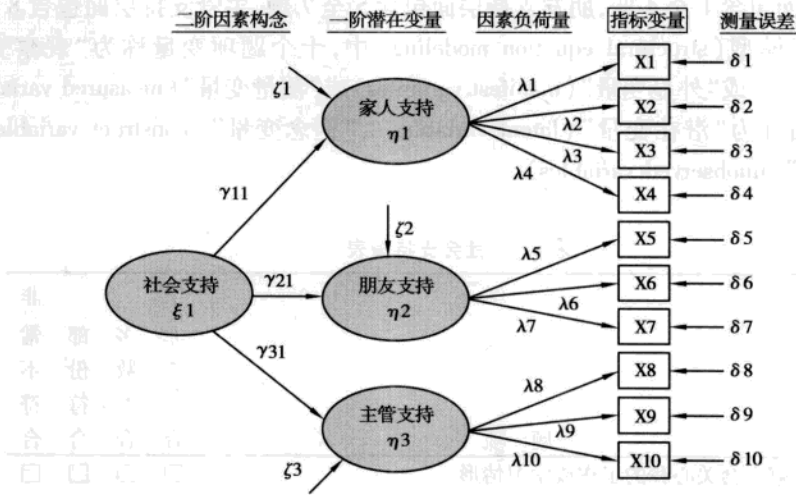 二阶因素构念 一阶潜在变量 因素负荷量 指标变量 测量误差
ζ1 家人支持 η1
λ1 X1 δ1
λ2 X2 δ2
λ3 X3 δ3
λ4 X4 δ4
γ11
社会支持 ξ1
γ21
ζ2 朋友支持 η2
λ5 X5 δ5
λ6 X6 δ6
λ7 X7 δ7
γ31
主管支持 η3
ζ3
λ8 X8 δ8
λ9 X9 δ9
λ10 X10 δ10